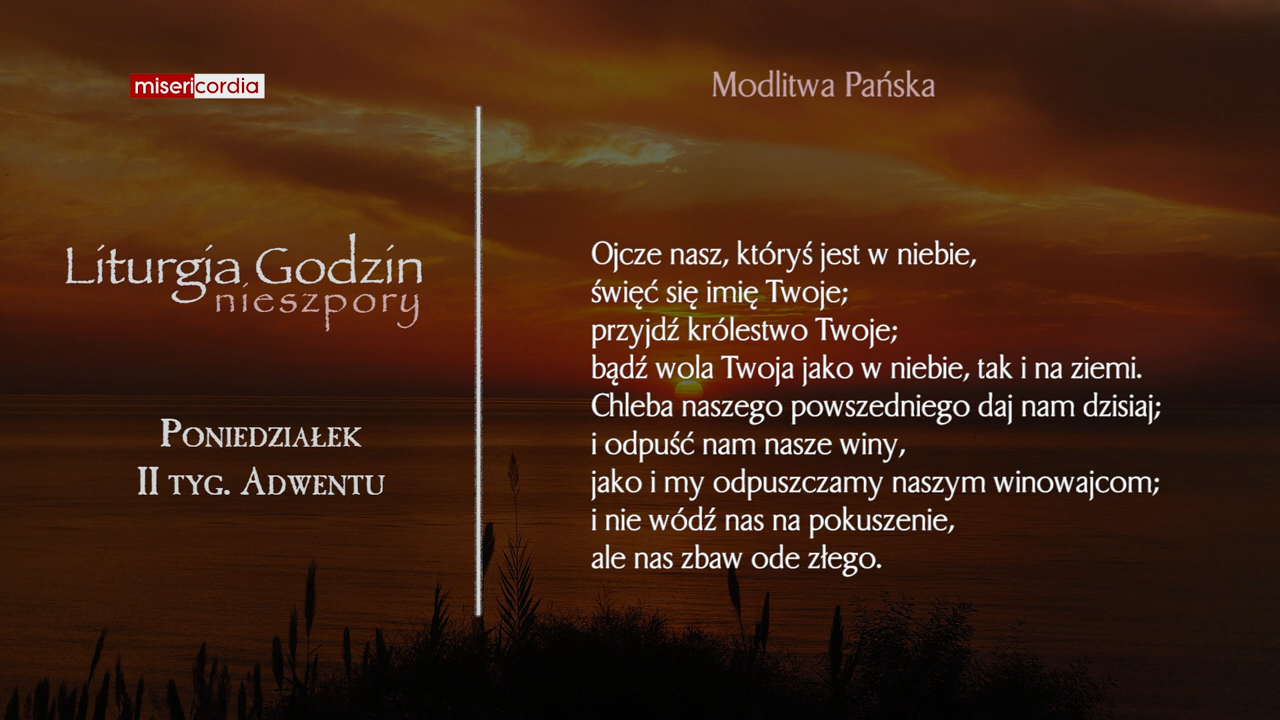 misericordia
Liturgia Godzin
nieszpory
Poniedziałek
II tyg. Adwentu
Modlitwa Pańska
Ojcze nasz, któryś jest w niebie,
święć się imię Twoje;
przyjdź królestwo Twoje;
bądź wola Twoja jako w niebie, tak i na ziemi.
Chleba naszego powszedniego daj nam dzisiaj;
i odpuść nam nasze winy,
jako i my odpuszczamy naszym winowajcom;
i nie wódź nas na pokuszenie,
ale nas zbaw ode złego.